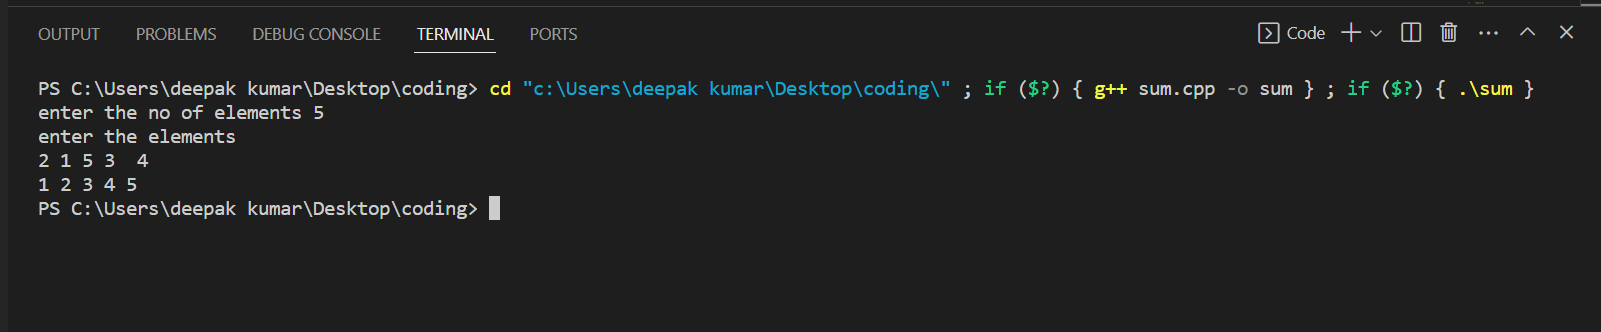 OUTPUT PROBLEMS DEBUG CONSOLE TERMINAL PORTS Code
PS C:\Users\deepak kumar\Desktop\coding> cd "c:\Users\deepak kumar\Desktop\coding\" ; if ($?) { g++ sum.cpp -o sum } ; if ($?) { .\sum }
enter the no of elements 5
enter the elements
2 1 5 3  4
1 2 3 4 5
PS C:\Users\deepak kumar\Desktop\coding>